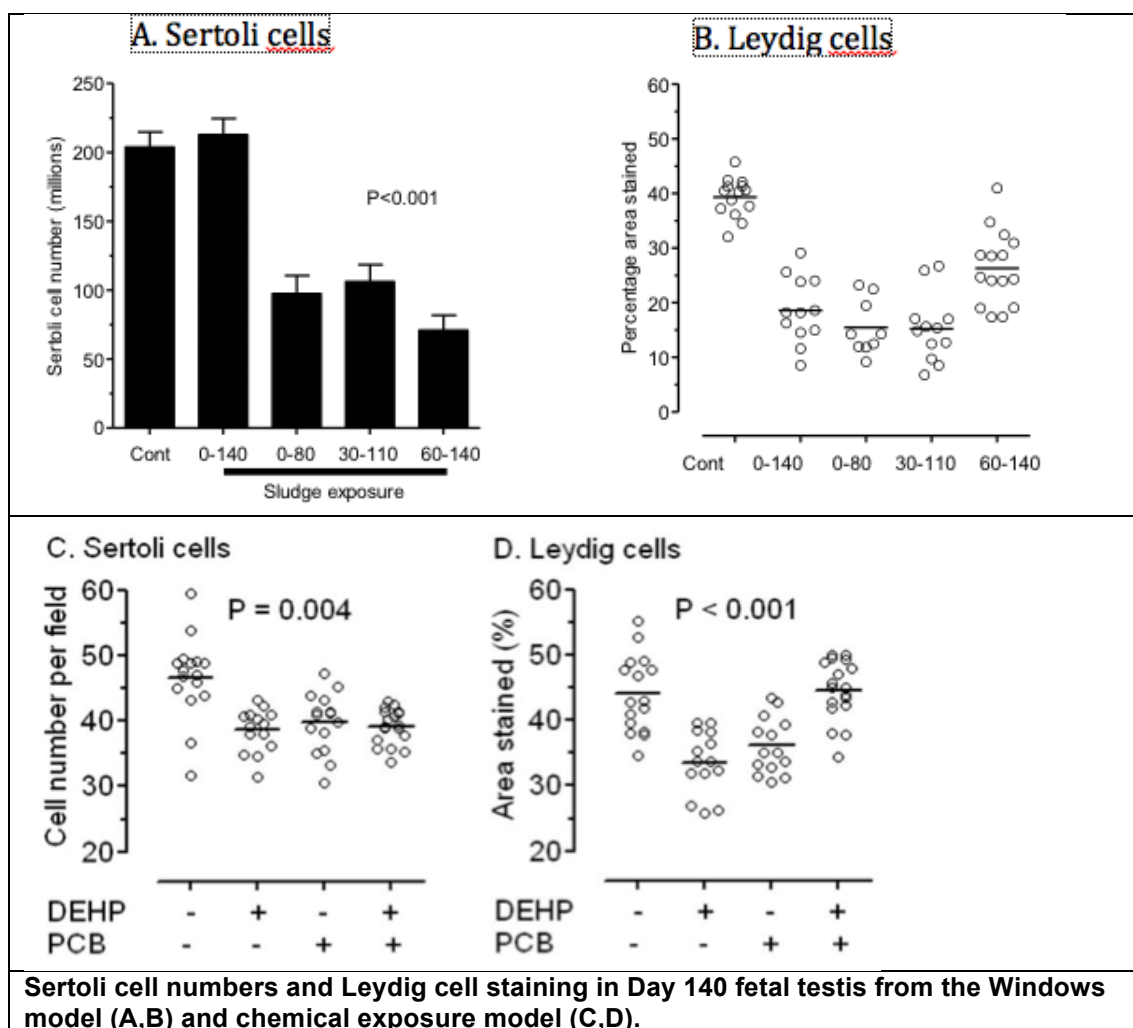 A. Sertoli cells
250
200
150
100
50
0
Sertoli cell number (millions)
P<0.001
Cont 0-140 0-80 30-110 60-140
Sludge exposure
B. Leydig cells
60
50
40
30
20
10
0
Percentage area stained
Cont 0-140 0-80 30-110 60-140
C. Sertoli cells
60
50
40
30
20
Cell number per field
P = 0.004
DEHP - + - +
PCB - - + +
D. Leydig cells
60
50
40
30
20
Area stained (%)
P < 0.001
DEHP - + - +
PCB - - + +
Sertoli cell numbers and Leydig cell staining in Day 140 fetal testis from the Windows
model (A,B) and chemical exposure model (C,D).